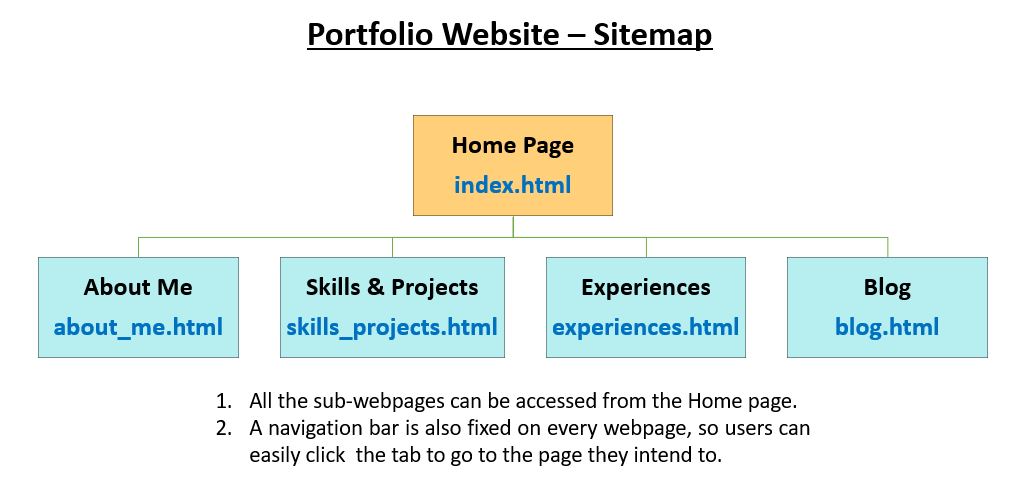 Portfolio Website – Sitemap
Home Page
index.html
About Me
about_me.html
Skills & Projects
skills_projects.html
Experiences
experiences.html
Blog
blog.html
1. All the sub-webpages can be accessed from the Home page.
2. A navigation bar is also fixed on every webpage, so users can
easily click  the tab to go to the page they intend to.